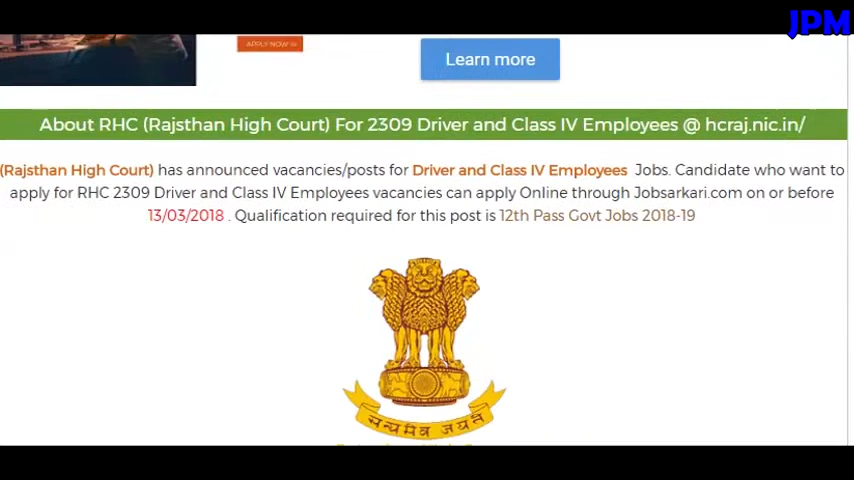 JPM
APPLY NOW
Learn more
About RHC (Rajsthan High Court) For 2309 Driver and Class IV Employees @ hcraj.nic.in/
(Rajsthan High Court) has announced vacancies/posts for Driver and Class IV Employees Jobs. Candidate who want to
apply for RHC 2309 Driver and Class IV Employees vacancies can apply Online through Jobsarkari.com on or before
13/03/2018 . Qualification required for this post is 12th Pass Govt Jobs 2018-19
सत्यमेव जयते